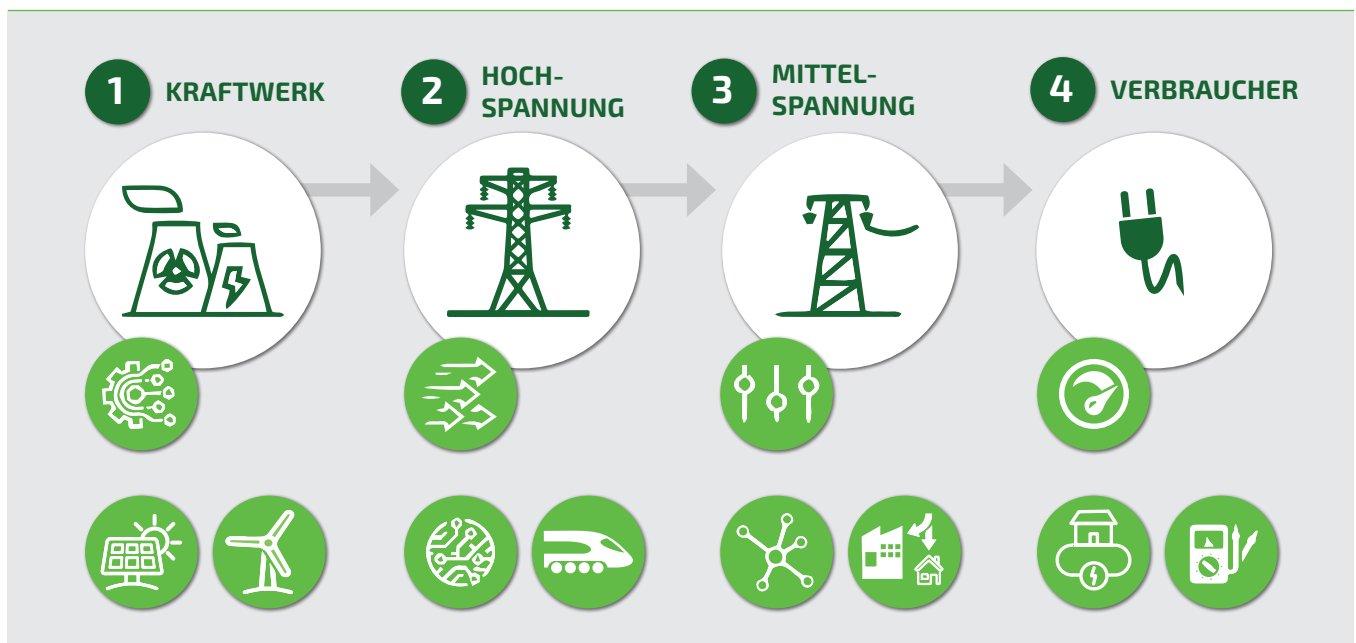 1 KRAFTWERK
2 HOCH-
SPANNUNG
3 MITTEL-
SPANNUNG
4 VERBRAUCHER